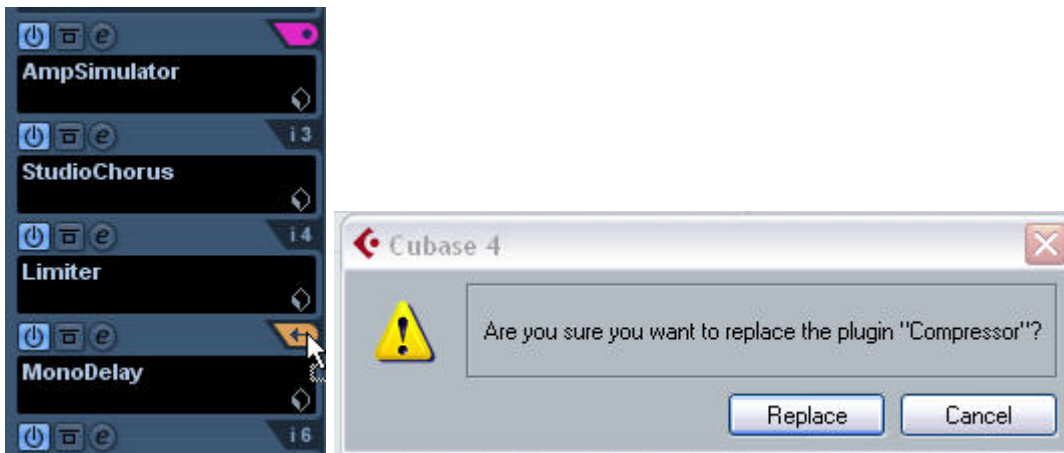 e
AmpSimulator
e
i 3
StudioChorus
e
i 4
Limiter
e
MonoDelay
e
i 6
Cubase 4
Are you sure you want to replace the plugin "Compressor"?
Replace
Cancel